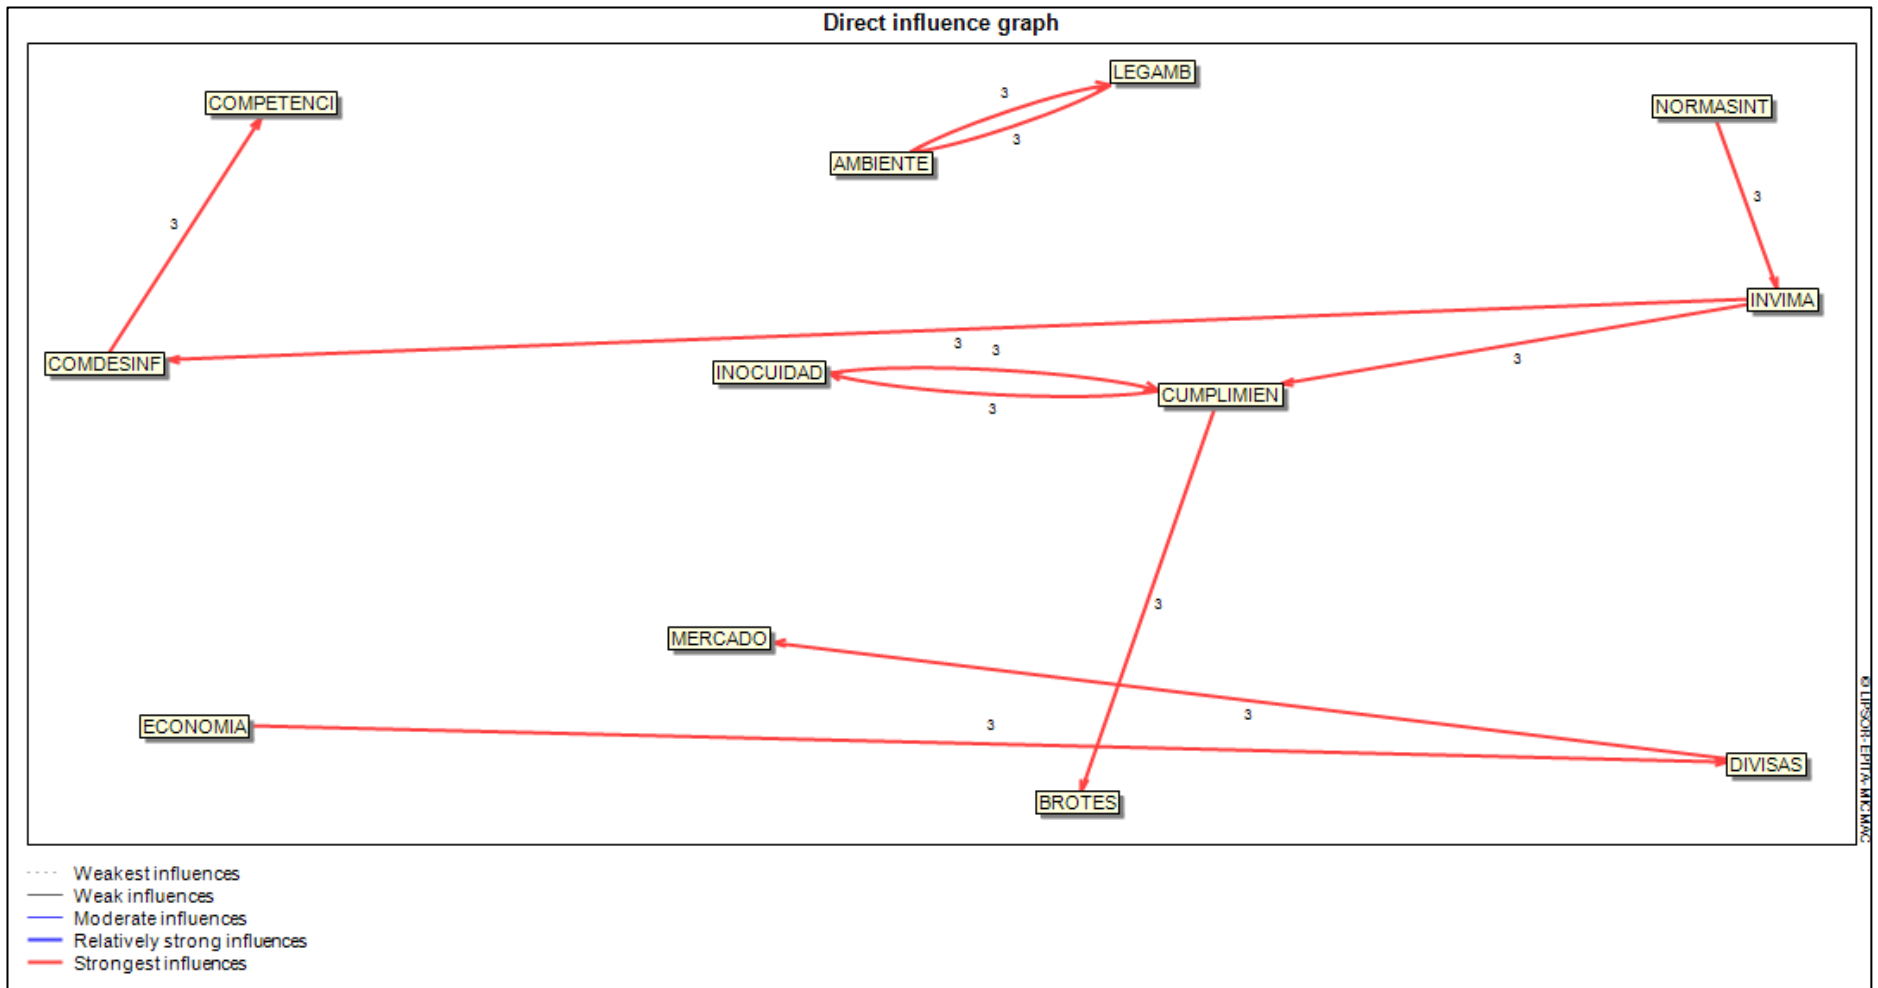 Direct influence graph
LEGAMB
COMPETENCI
3
NORMASINT
3
AMBIENTE
3
3
INVIMA
3
3
3
COMDESINF
INOCUIDAD
CUMPLIMIEN
3
3
MERCADO
3
ECONOMIA
3
DIVISAS
BROTES
© LIPSOR-EPITA-MICMAC
Weakest influences
Weak influences
Moderate influences
Relatively strong influences
Strongest influences